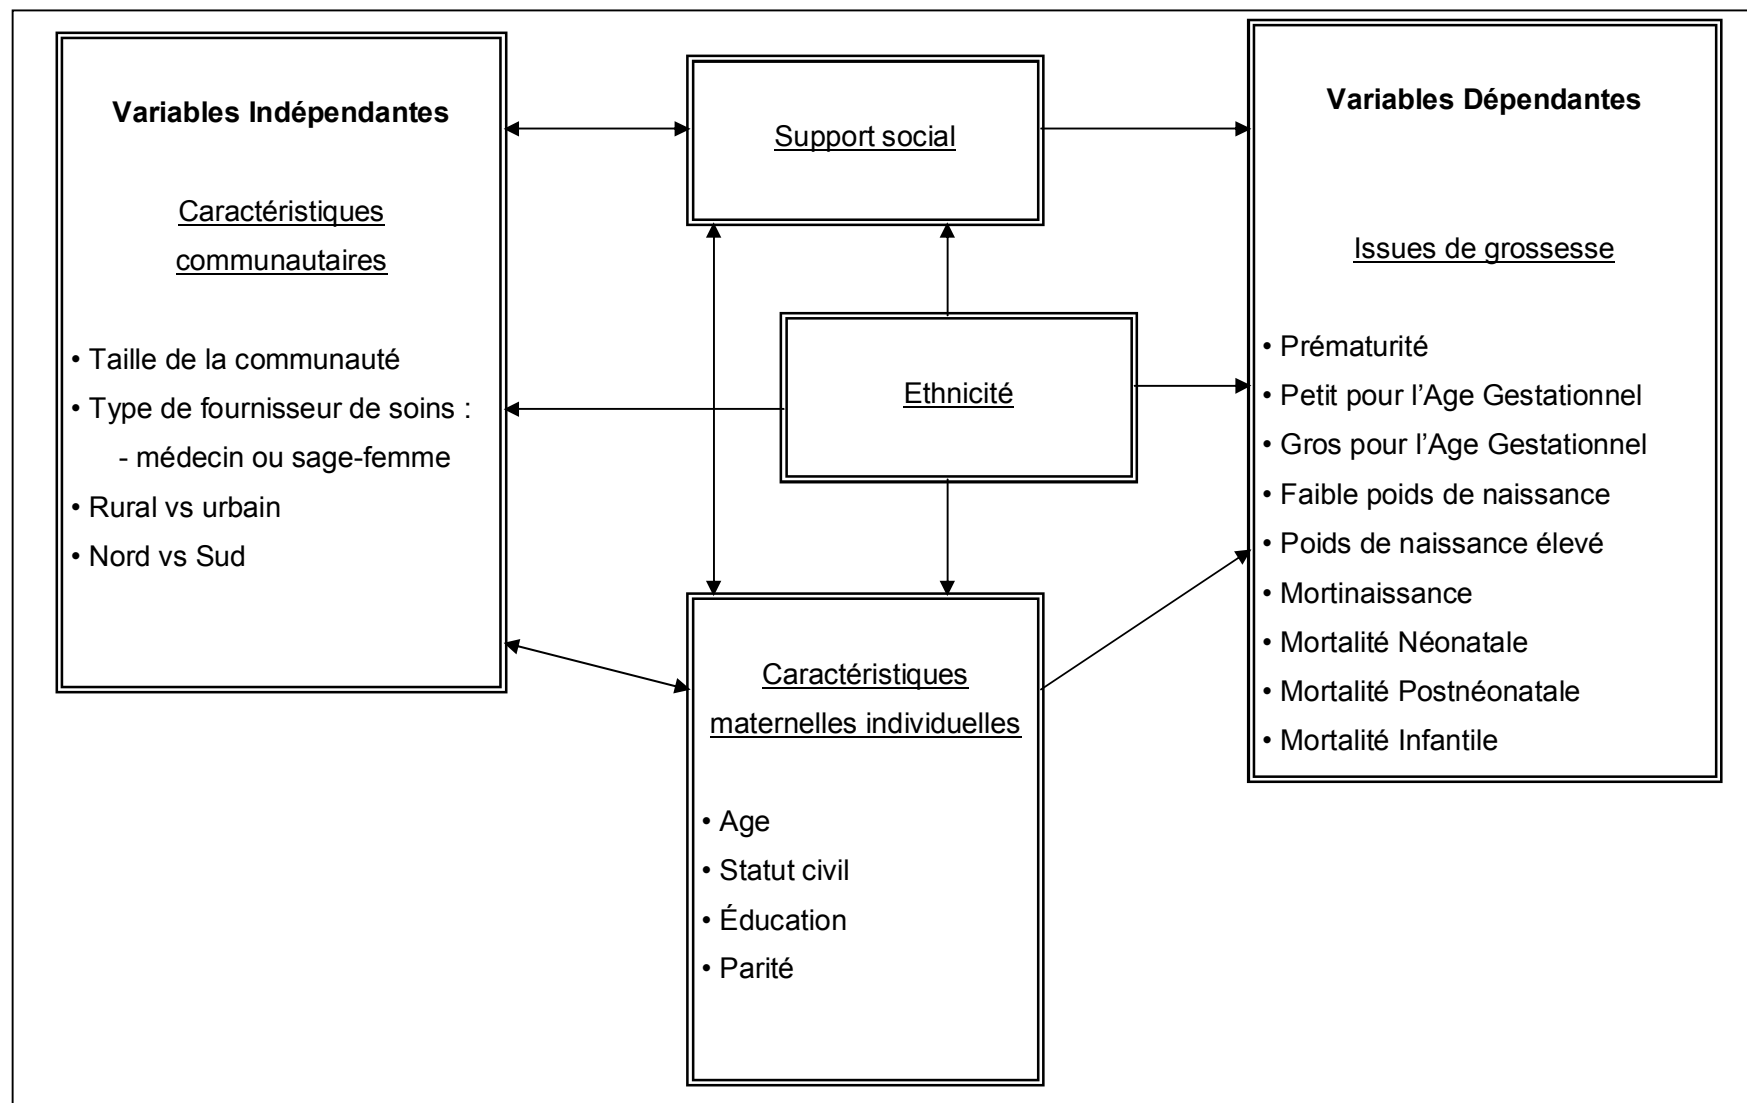 Variables Indépendantes
Caractéristiques
communautaires
• Taille de la communauté
• Type de fournisseur de soins :
- médecin ou sage-femme
• Rural vs urbain
• Nord vs Sud
Support social
Ethnicité
Caractéristiques
maternelles individuelles
• Age
• Statut civil
• Éducation
• Parité
Variables Dépendantes
Issues de grossesse
• Prématurité
• Petit pour l’Age Gestationnel
• Gros pour l’Age Gestationnel
• Faible poids de naissance
• Poids de naissance élevé
• Mortinaissance
• Mortalité Néonatale
• Mortalité Postnéonatale
• Mortalité Infantile